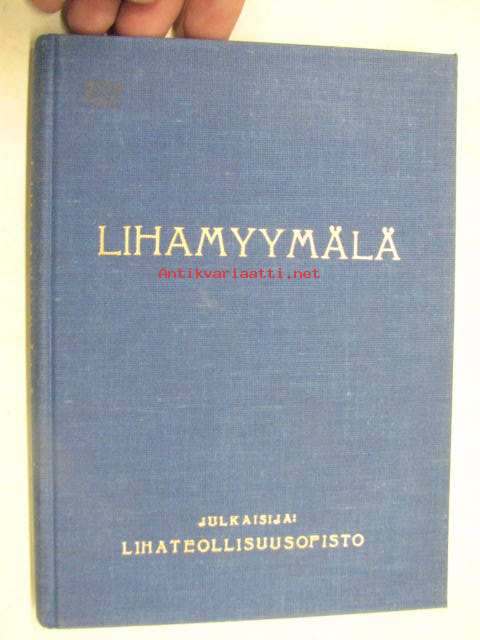 LIHAMYYMÄLÄ
Antikvariaatti.net
JULKAISIJA:
LIHATEOLLISUUSOPISTO